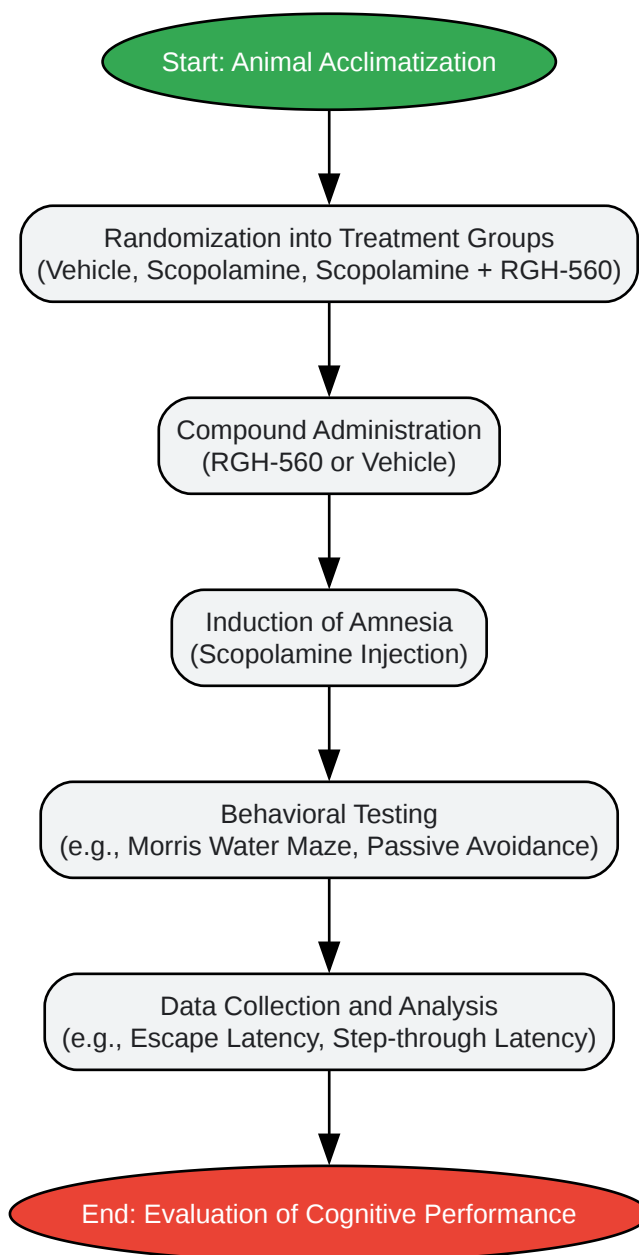 Start: Animal Acclimatization
Randomization into Treatment Groups
(Vehicle, Scopolamine, Scopolamine + RGH-560)
Compound Administration
(RGH-560 or Vehicle)
Induction of Amnesia
(Scopolamine Injection)
Behavioral Testing
(e.g., Morris Water Maze, Passive Avoidance)
Data Collection and Analysis
(e.g., Escape Latency, Step-through Latency)
End: Evaluation of Cognitive Performance